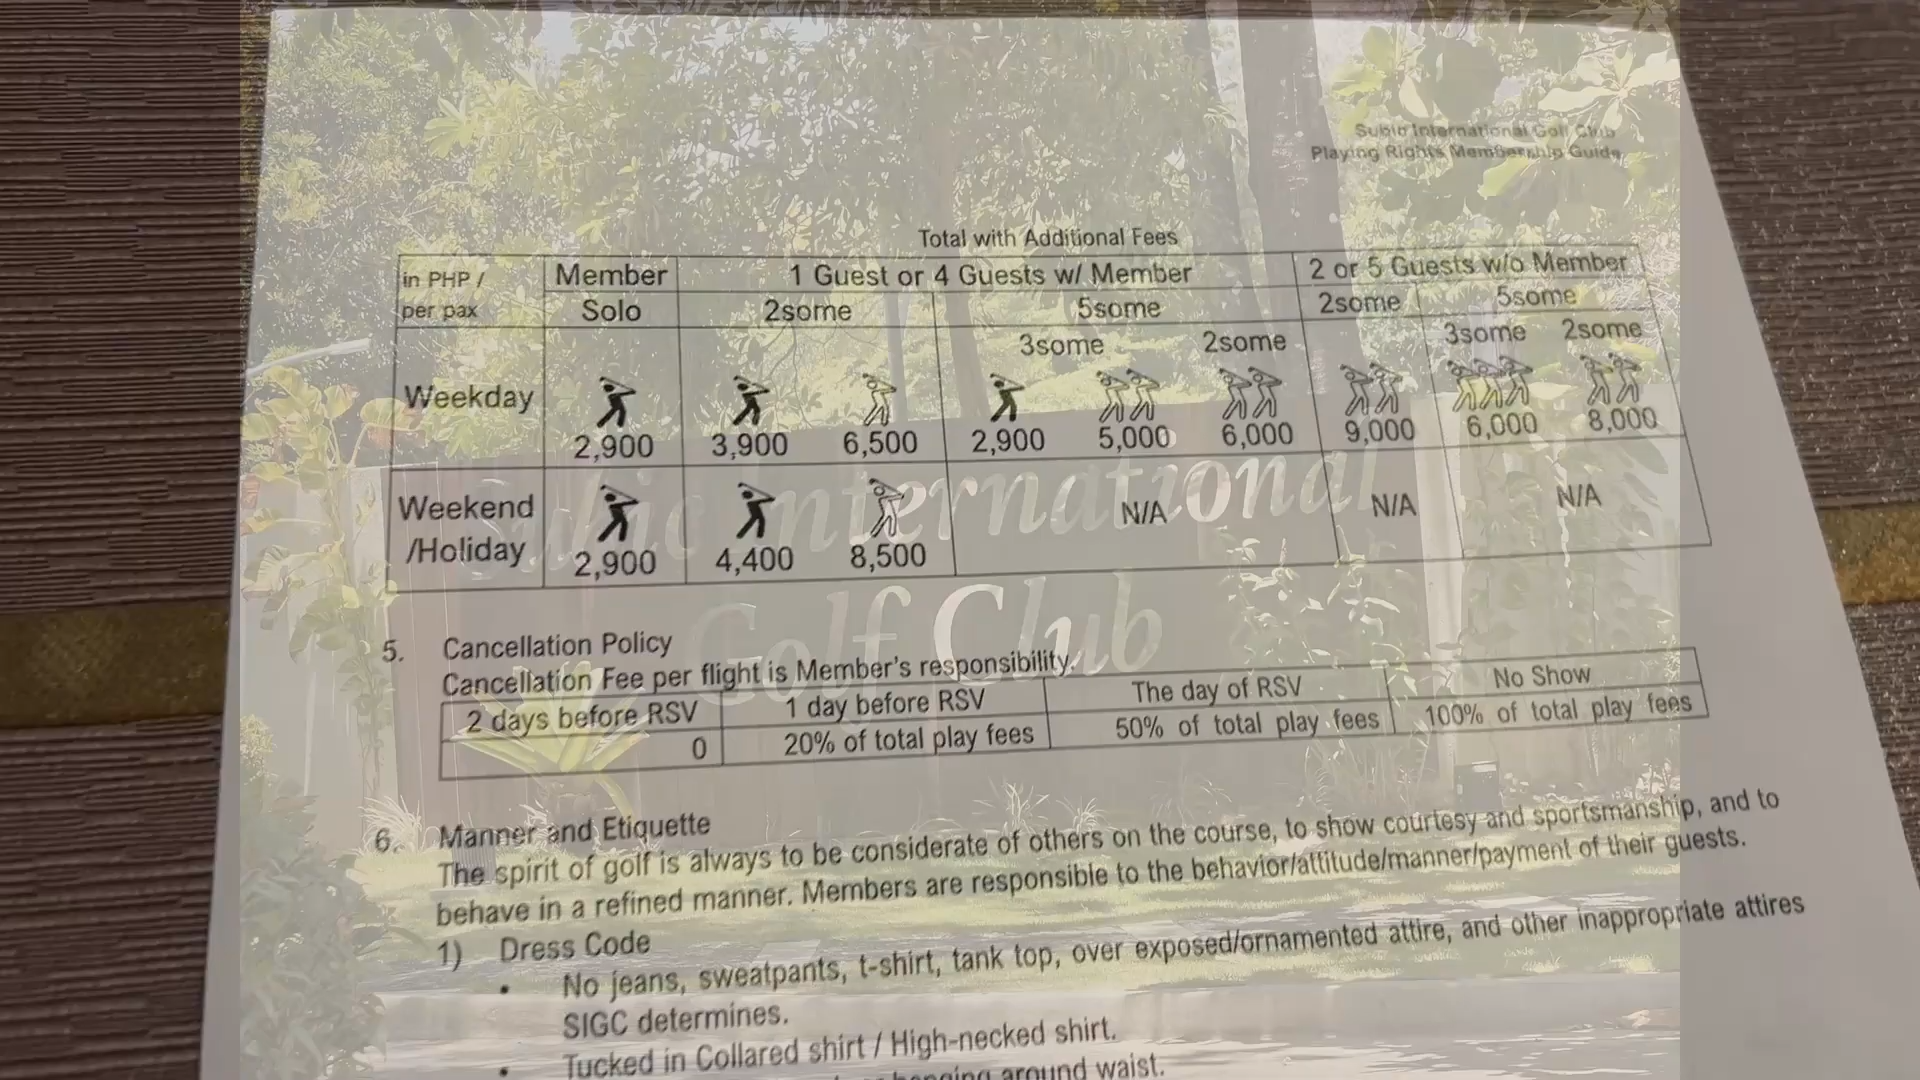 Subic International Golf Club
Playing Rights Membership Guide
Total with Additional Fees
in PHP / per pax Member 1 Guest or 4 Guests w/ Member 2 or 5 Guests w/o Member
Solo 2some 5some 2some 5some
3some 2some 3some 2some
Weekday
2,900 3,900 6,500 2,900 5,000 6,000 9,000 6,000 8,000
Weekend
/Holiday N/A N/A N/A
2,900 4,400 8,500
International
Golf Club
5. Cancellation Policy
Cancellation Fee per flight is Member's responsibility.
2 days before RSV 1 day before RSV The day of RSV No Show
0 20% of total play fees 50% of total play fees 100% of total play fees
6. Manner and Etiquette
The spirit of golf is always to be considerate of others on the course, to show courtesy and sportsmanship, and to
behave in a refined manner. Members are responsible to the behavior/attitude/manner/payment of their guests.
1) Dress Code
• No jeans, sweatpants, t-shirt, tank top, over exposed/ornamented attire, and other inappropriate attires
SIGC determines.
• Tucked in Collared shirt / High-necked shirt.
around waist.